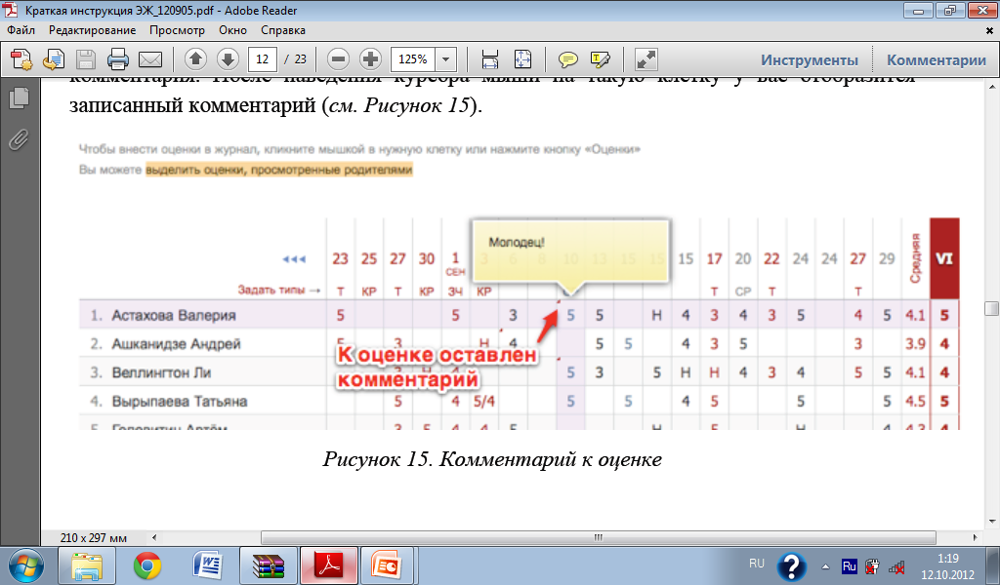 Краткая инструкция ЭЖ_120905.pdf - Adobe Reader
Файл Редактирование Просмотр Окно Справка
12 / 23 125% Инструменты Комментарии
комментария. После наведения курсора мыши на такую клетку у вас отобразится
записанный комментарий (см. Рисунок 15).
Чтобы внести оценки в журнал, кликните мышкой в нужную клетку или нажмите кнопку «Оценки»
Вы можете выделить оценки, просмотренные родителями
Молодец!
23 25 27 30 1 3 6 8 10 13 15 15 15 17 20 22 24 24 27 29 Средняя VI
СЕН
Задать типы → Т КР Т КР ЗЧ КР Т СР Т Т
1. Астахова Валерия 5 5 3 5 5 Н 4 3 4 3 5 4 5 4.1 5
2. Ашканидзе Андрей 5 3 Н 4 5 5 4 3 5 3 3.9 4
К оценке оставлен
комментарий
3. Веллингтон Ли 5 3 5 Н Н 4 3 4 5 5 4.1 4
4. Вырыпаева Татьяна 5 4 5/4 5 5 4 5 5 5 4.5 5
5. Головитин Артём 3 5 4 4 5 Н 5 Н 4 4.3 4
Рисунок 15. Комментарий к оценке
210 x 297 мм
RU Ru 1:19
12.10.2012